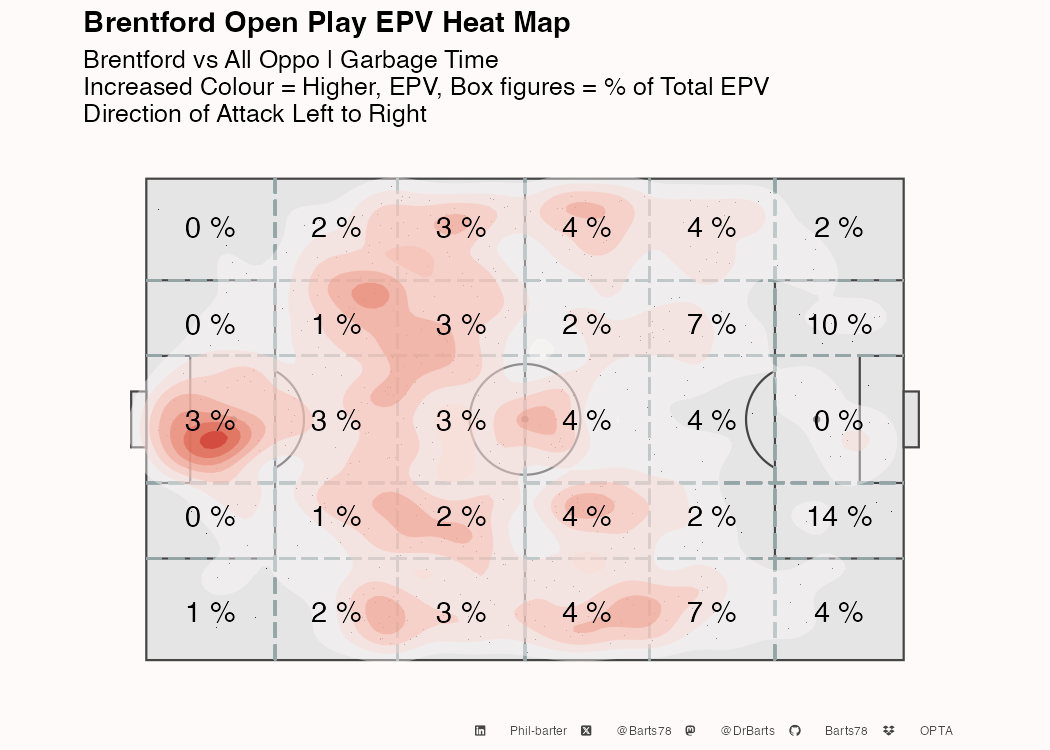 Brentford Open Play EPV Heat Map
Brentford vs All Oppo | Garbage Time
Increased Colour = Higher, EPV, Box figures = % of Total EPV
Direction of Attack Left to Right
0 % 2 % 3 % 4 % 4 % 2 %
0 % 1 % 3 % 2 % 7 % 10 %
3 % 3 % 3 % 4 % 4 % 0 %
0 % 1 % 2 % 4 % 2 % 14 %
1 % 2 % 3 % 4 % 7 % 4 %
Phil-barter @Barts78 @DrBarts Barts78 OPTA